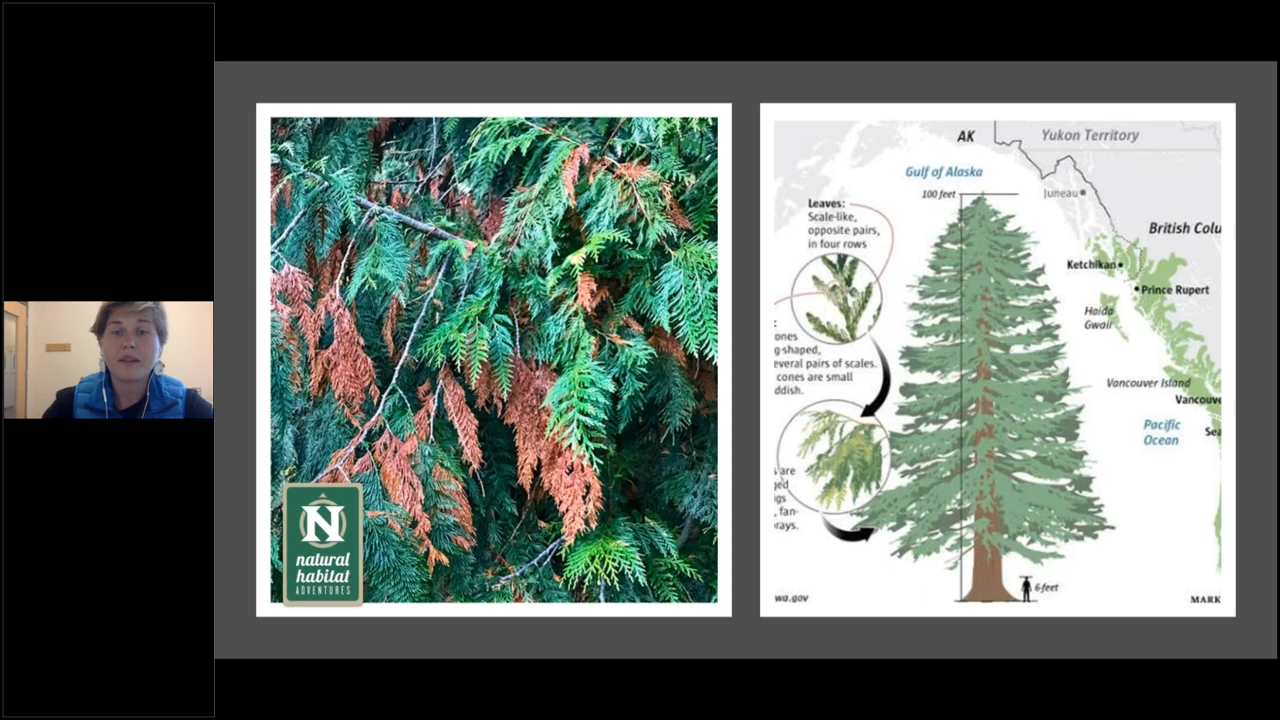 N
natural
habitat
ADVENTURES
AK
Yukon Territory
Gulf of Alaska
100 feet
Juneau
Leaves:
Scale-like,
opposite pairs,
in four rows
British Colu
Ketchikan
Prince Rupert
Haida
Gwaii
ones
g-shaped,
everal pairs of scales.
cones are small
ddish.
Vancouver Island
Vancouve
Pacific
Ocean
Sea
are
ged
igs
, fan-
rays.
6-feet
wa.gov
MARK